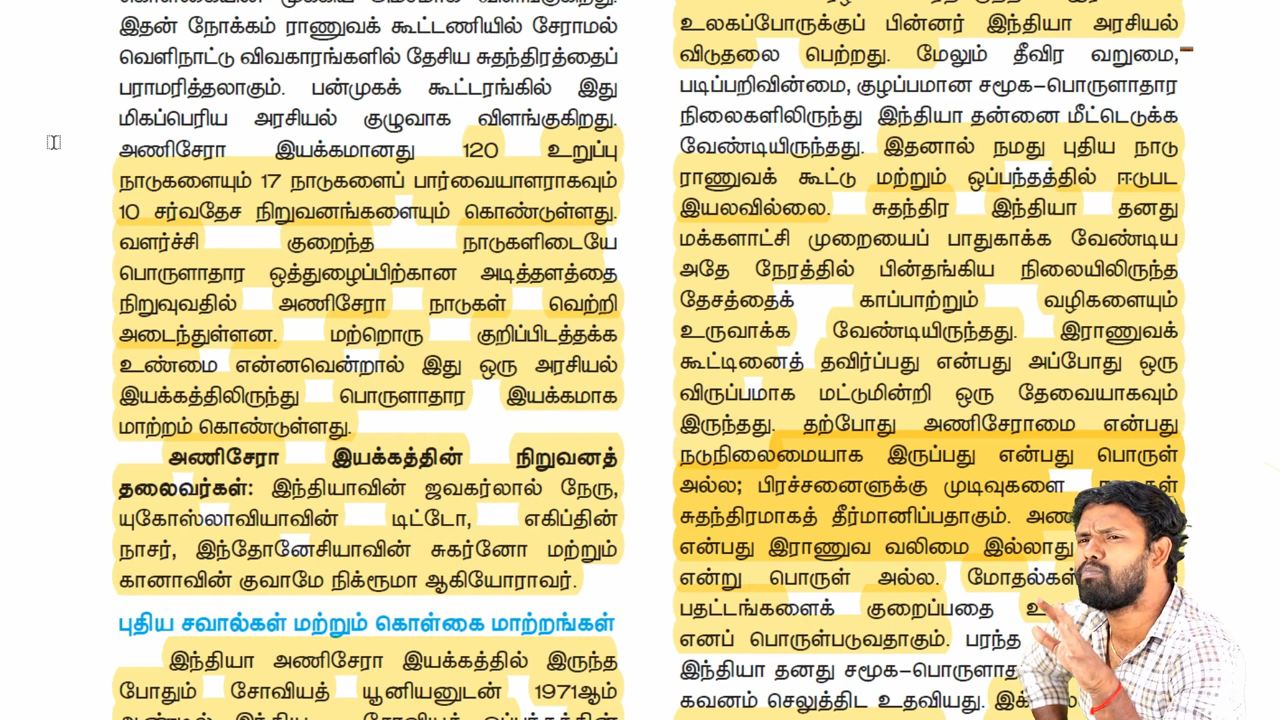 இதன் நோக்கம் ராணுவக் கூட்டணியில் சேராமல்
வெளிநாட்டு விவகாரங்களில் தேசிய சுதந்திரத்தைப்
பராமரித்தலாகும். பன்முகக் கூட்டரங்கில் இது
மிகப்பெரிய அரசியல் குழுவாக விளங்குகிறது.
அணிசேரா இயக்கமானது 120 உறுப்பு
நாடுகளையும் 17 நாடுகளைப் பார்வையாளராகவும்
10 சர்வதேச நிறுவனங்களையும் கொண்டுள்ளது.
வளர்ச்சி குறைந்த நாடுகளிடையே
பொருளாதார ஒத்துழைப்பிற்கான அடித்தளத்தை
நிறுவுவதில் அணிசேரா நாடுகள் வெற்றி
அடைந்துள்ளன. மற்றொரு குறிப்பிடத்தக்க
உண்மை என்னவென்றால் இது ஒரு அரசியல்
இயக்கத்திலிருந்து பொருளாதார இயக்கமாக
மாற்றம் கொண்டுள்ளது.
அணிசேரா இயக்கத்தின் நிறுவனத்
தலைவர்கள்: இந்தியாவின் ஜவகர்லால் நேரு,
யுகோஸ்லாவியாவின் டிட்டோ, எகிப்தின்
நாசர், இந்தோனேசியாவின் சுகர்னோ மற்றும்
கானாவின் குவாமே நிக்ரூமா ஆகியோராவர்.
புதிய சவால்கள் மற்றும் கொள்கை மாற்றங்கள்
இந்தியா அணிசேரா இயக்கத்தில் இருந்த
போதும் சோவியத் யூனியனுடன் 1971ஆம்
உலகப்போருக்குப் பின்னர் இந்தியா அரசியல்
விடுதலை பெற்றது. மேலும் தீவிர வறுமை,
படிப்பறிவின்மை, குழப்பமான சமூக–பொருளாதார
நிலைகளிலிருந்து இந்தியா தன்னை மீட்டெடுக்க
வேண்டியிருந்தது. இதனால் நமது புதிய நாடு
ராணுவக் கூட்டு மற்றும் ஒப்பந்தத்தில் ஈடுபட
இயலவில்லை. சுதந்திர இந்தியா தனது
மக்களாட்சி முறையைப் பாதுகாக்க வேண்டிய
அதே நேரத்தில் பின்தங்கிய நிலையிலிருந்த
தேசத்தைக் காப்பாற்றும் வழிகளையும்
உருவாக்க வேண்டியிருந்தது. இராணுவக்
கூட்டினைத் தவிர்ப்பது என்பது அப்போது ஒரு
விருப்பமாக மட்டுமின்றி ஒரு தேவையாகவும்
இருந்தது. தற்போது அணிசேராமை என்பது
நடுநிலைமையாக இருப்பது என்பது பொருள்
அல்ல; பிரச்சனைளுக்கு முடிவுகளை
சுதந்திரமாகத் தீர்மானிப்பதாகும்.
என்பது இராணுவ வலிமை இல்லாது
என்று பொருள் அல்ல. மோதல்கள்
பதட்டங்களைக் குறைப்பதை
எனப் பொருள்படுவதாகும். பரந்த
இந்தியா தனது
கவனம் செலுத்திட உதவியது.